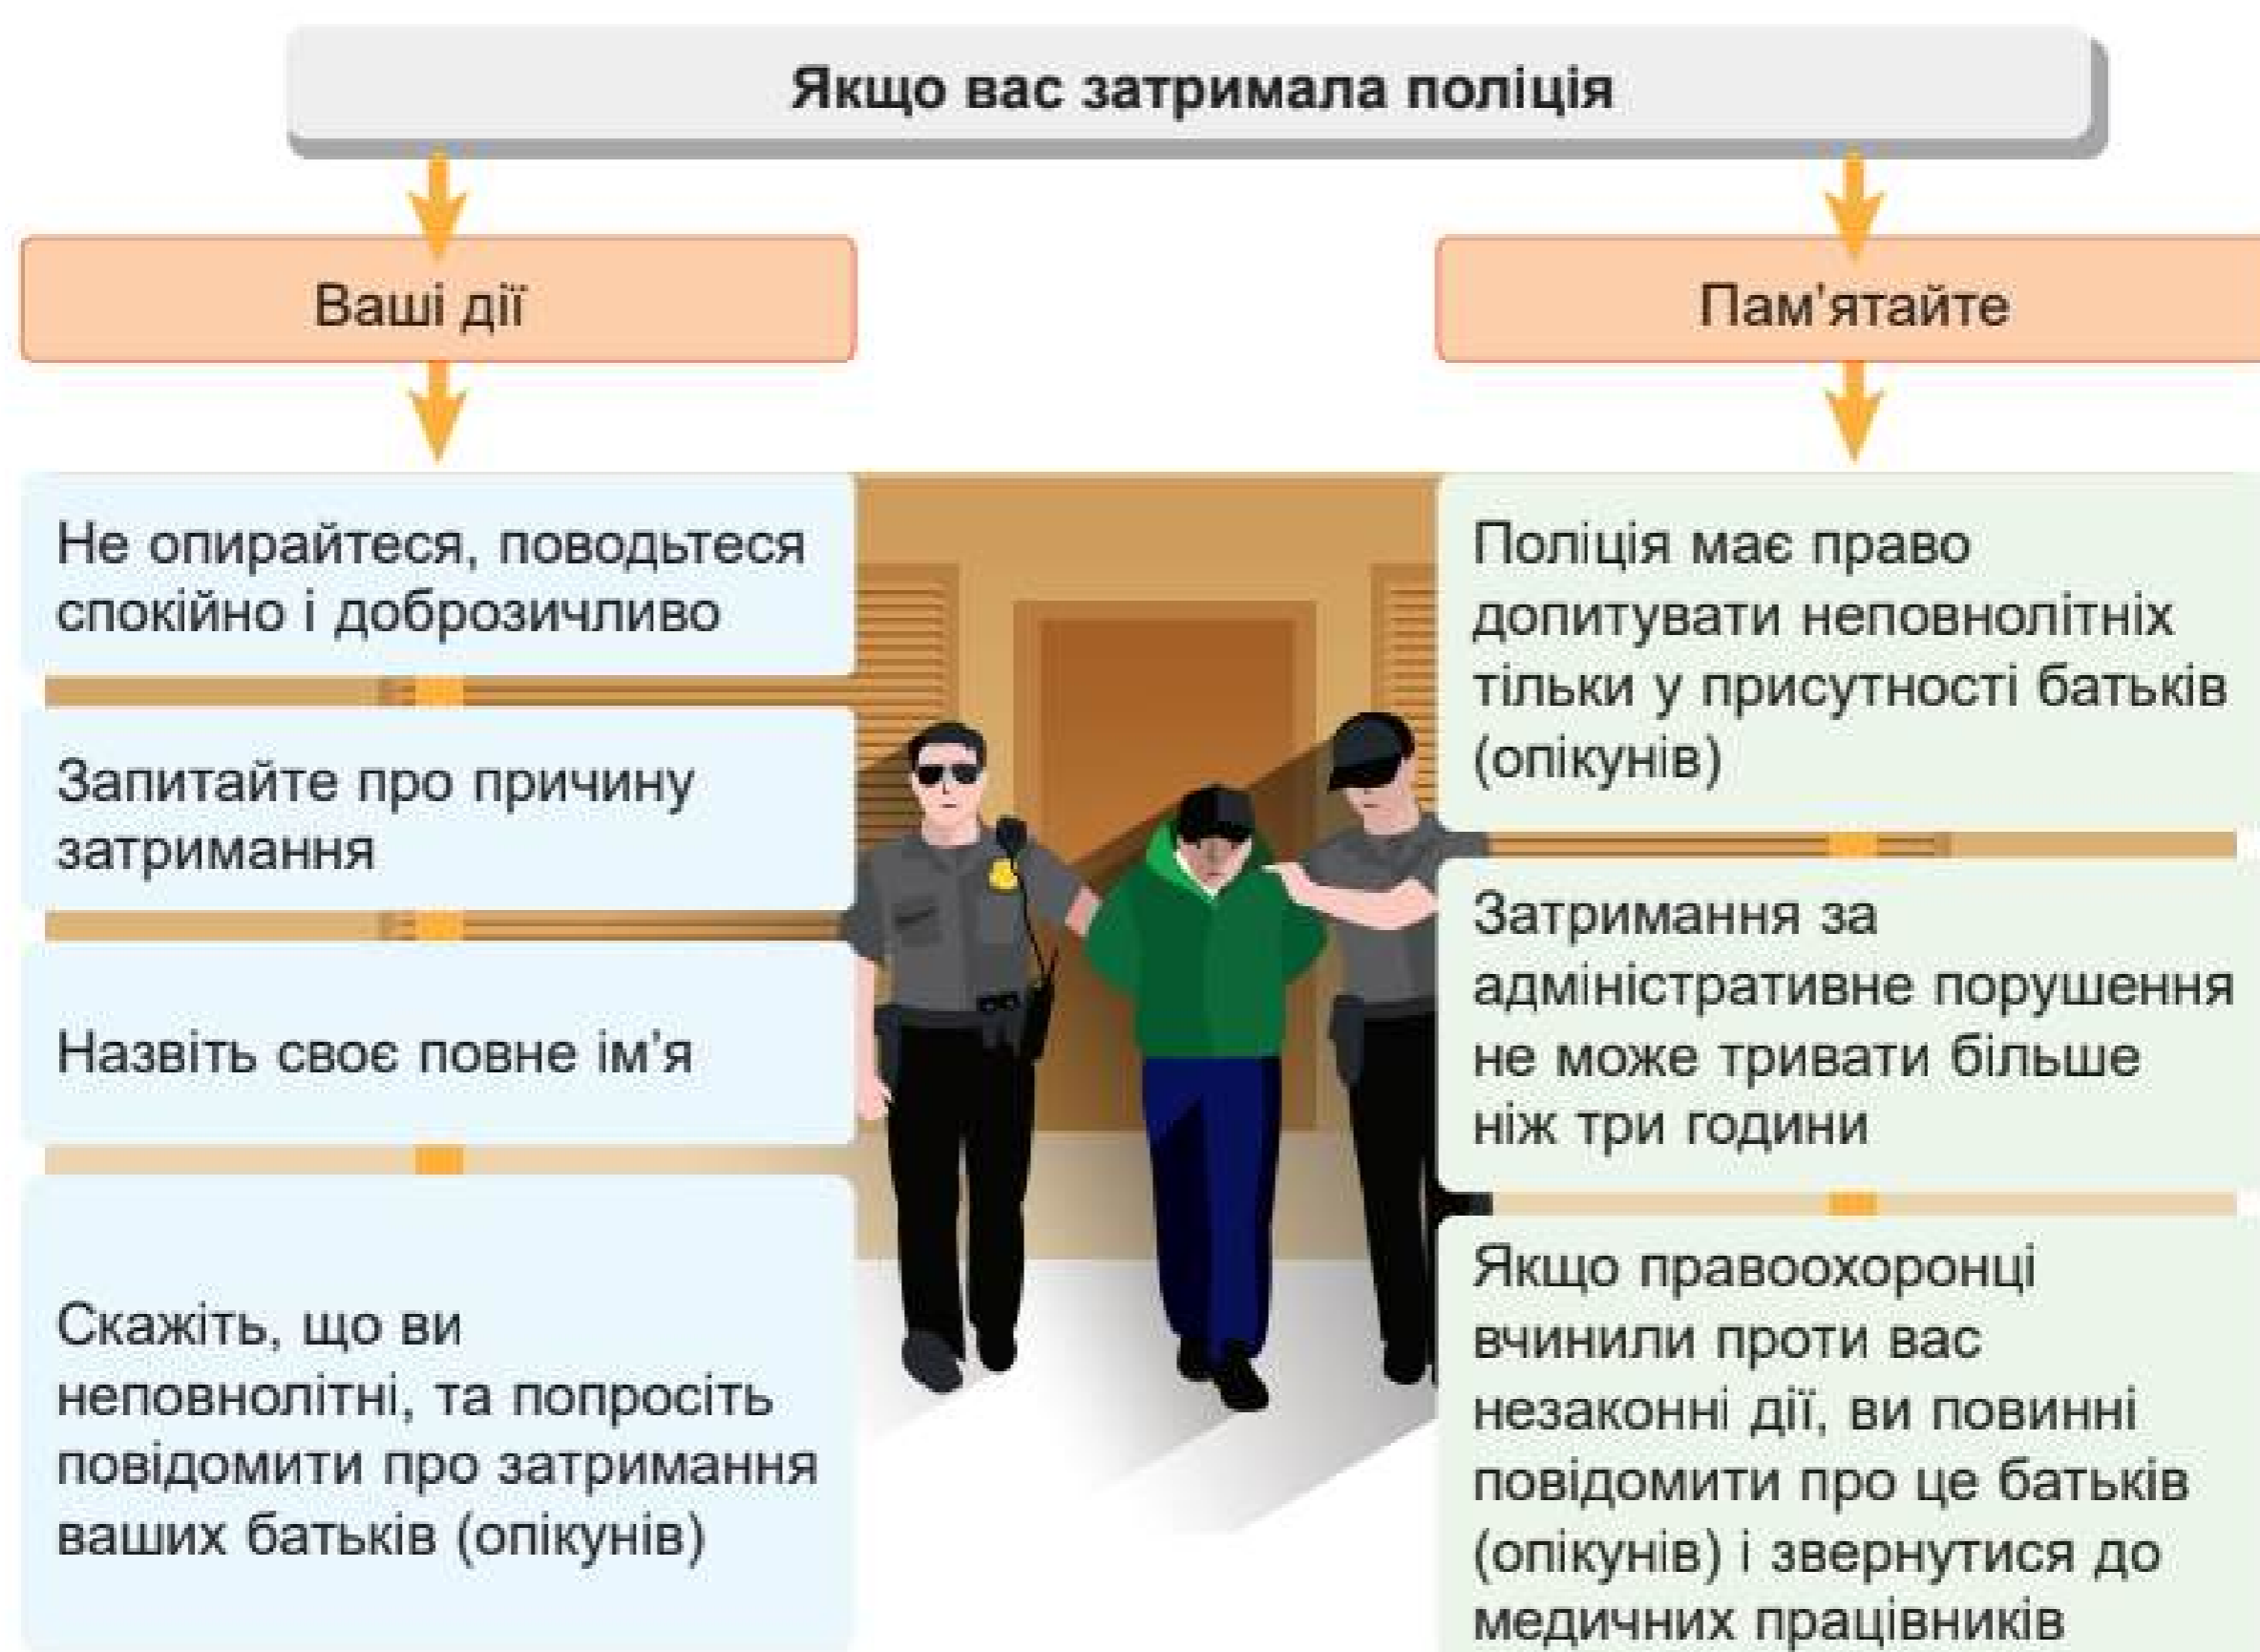 Якщо вас затримала поліція
Ваші дії
Не опирайтеся, поводьтеся
спокійно і доброзичливо
Запитайте про причину
затримання
Назвіть своє повне ім'я
Скажіть, що ви
неповнолітні, та попросіть
повідомити про затримання
ваших батьків (опікунів)
Пам'ятайте
Поліція має право
допитувати неповнолітніх
тільки у присутності батьків
(опікунів)
Затримання за
адміністративне порушення
не може тривати більше
ніж три години
Якщо правоохоронці
вчинили проти вас
незаконні дії, ви повинні
повідомити про це батьків
(опікунів) і звернутися до
медичних працівників